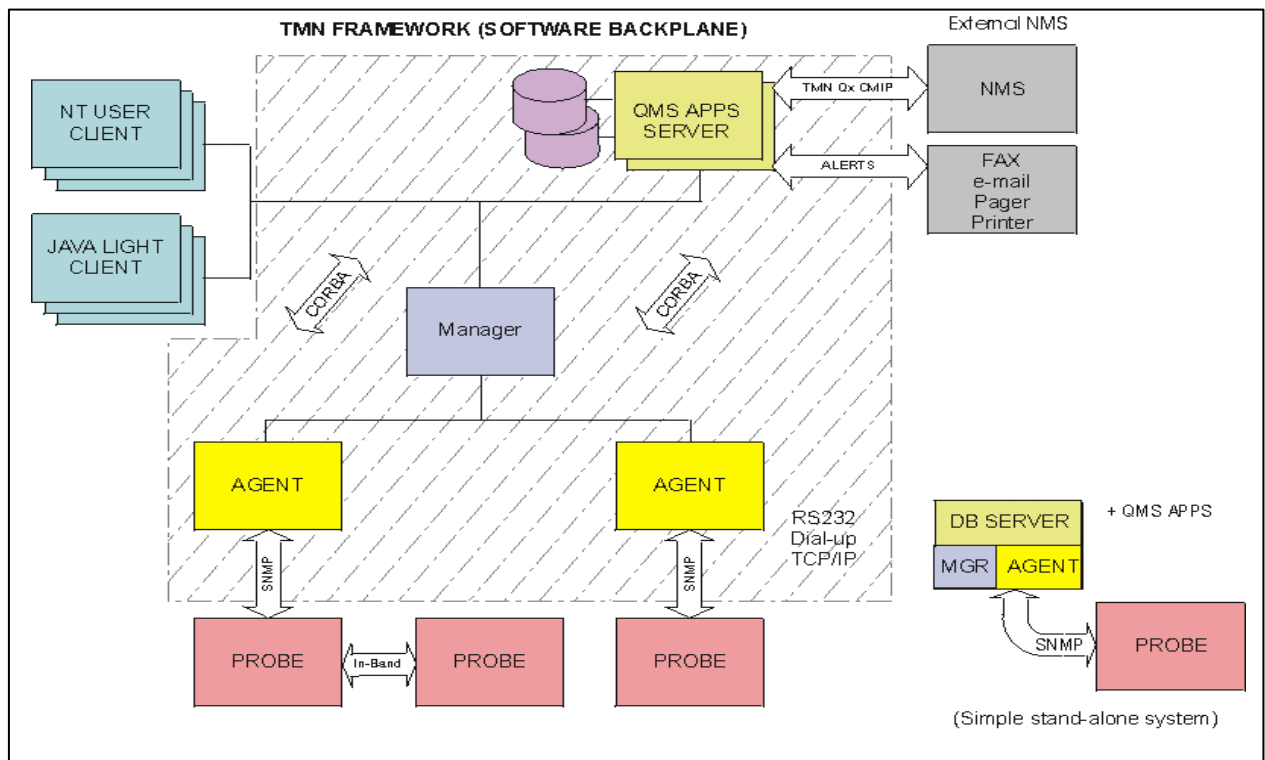 TMN FRAMEWORK (SOFTWARE BACKPLANE)
External NMS
NT USER
CLIENT
QMS APPS
SERVER
TMN Qx CMIP
NMS
ALERTS
FAX
e-mail
Pager
Printer
JAVA LIGHT
CLIENT
CORBA
CORBA
Manager
AGENT
AGENT
RS232
Dial-up
TCP/IP
SNMP
SNMP
PROBE
In-Band
PROBE
PROBE
DB SERVER
+ QMS APPS
MGR
AGENT
SNMP
PROBE
(Simple stand-alone system)